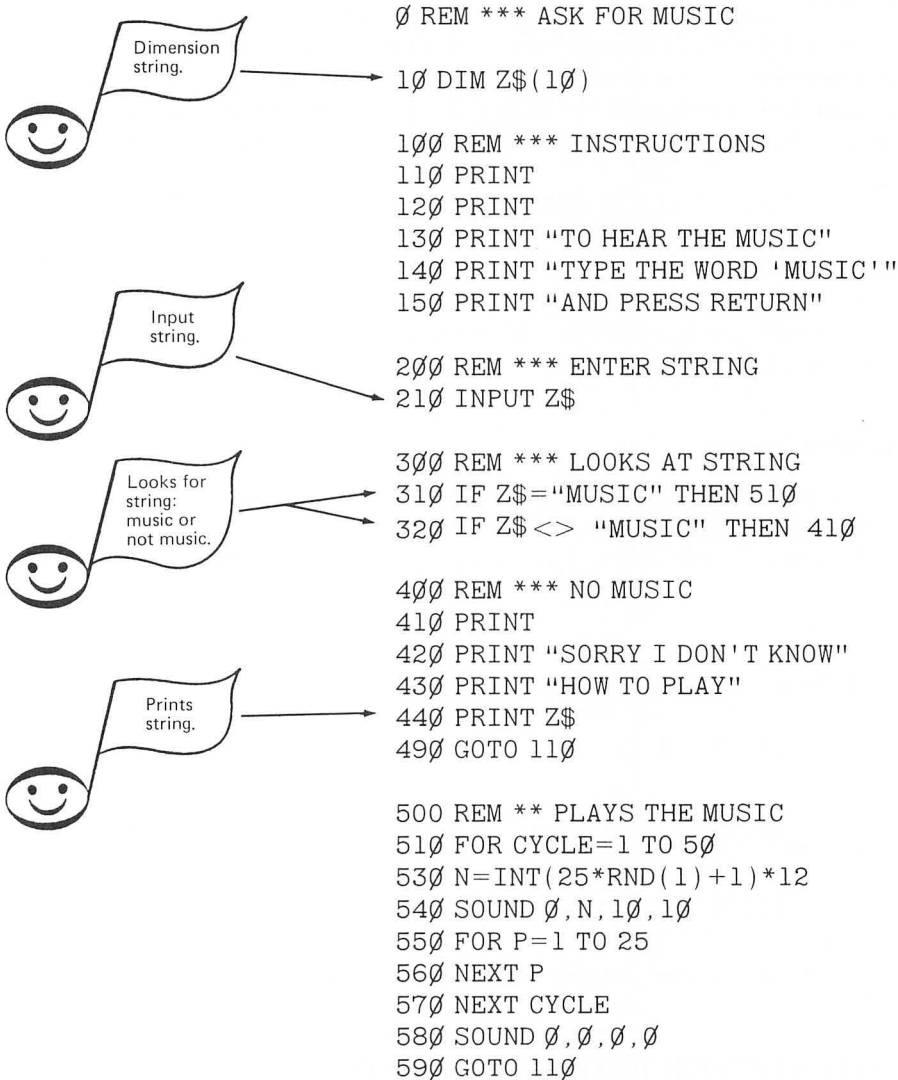 Ø REM *** ASK FOR MUSIC
Dimension
string.
1Ø DIM Z$(1Ø)
1ØØ REM *** INSTRUCTIONS
11Ø PRINT
12Ø PRINT
13Ø PRINT "TO HEAR THE MUSIC"
14Ø PRINT "TYPE THE WORD 'MUSIC'"
15Ø PRINT "AND PRESS RETURN"
Input
string.
2ØØ REM *** ENTER STRING
21Ø INPUT Z$
Looks for
string:
music or
not music.
3ØØ REM *** LOOKS AT STRING
31Ø IF Z$="MUSIC" THEN 51Ø
32Ø IF Z$<> "MUSIC" THEN 41Ø
4ØØ REM *** NO MUSIC
41Ø PRINT
42Ø PRINT "SORRY I DON'T KNOW"
43Ø PRINT "HOW TO PLAY"
Prints
string.
44Ø PRINT Z$
49Ø GOTO 11Ø
500 REM ** PLAYS THE MUSIC
51Ø FOR CYCLE=1 TO 5Ø
53Ø N=INT(25*RND(1)+1)*12
54Ø SOUND Ø,N,1Ø,1Ø
55Ø FOR P=1 TO 25
56Ø NEXT P
57Ø NEXT CYCLE
58Ø SOUND Ø,Ø,Ø,Ø
59Ø GOTO 11Ø